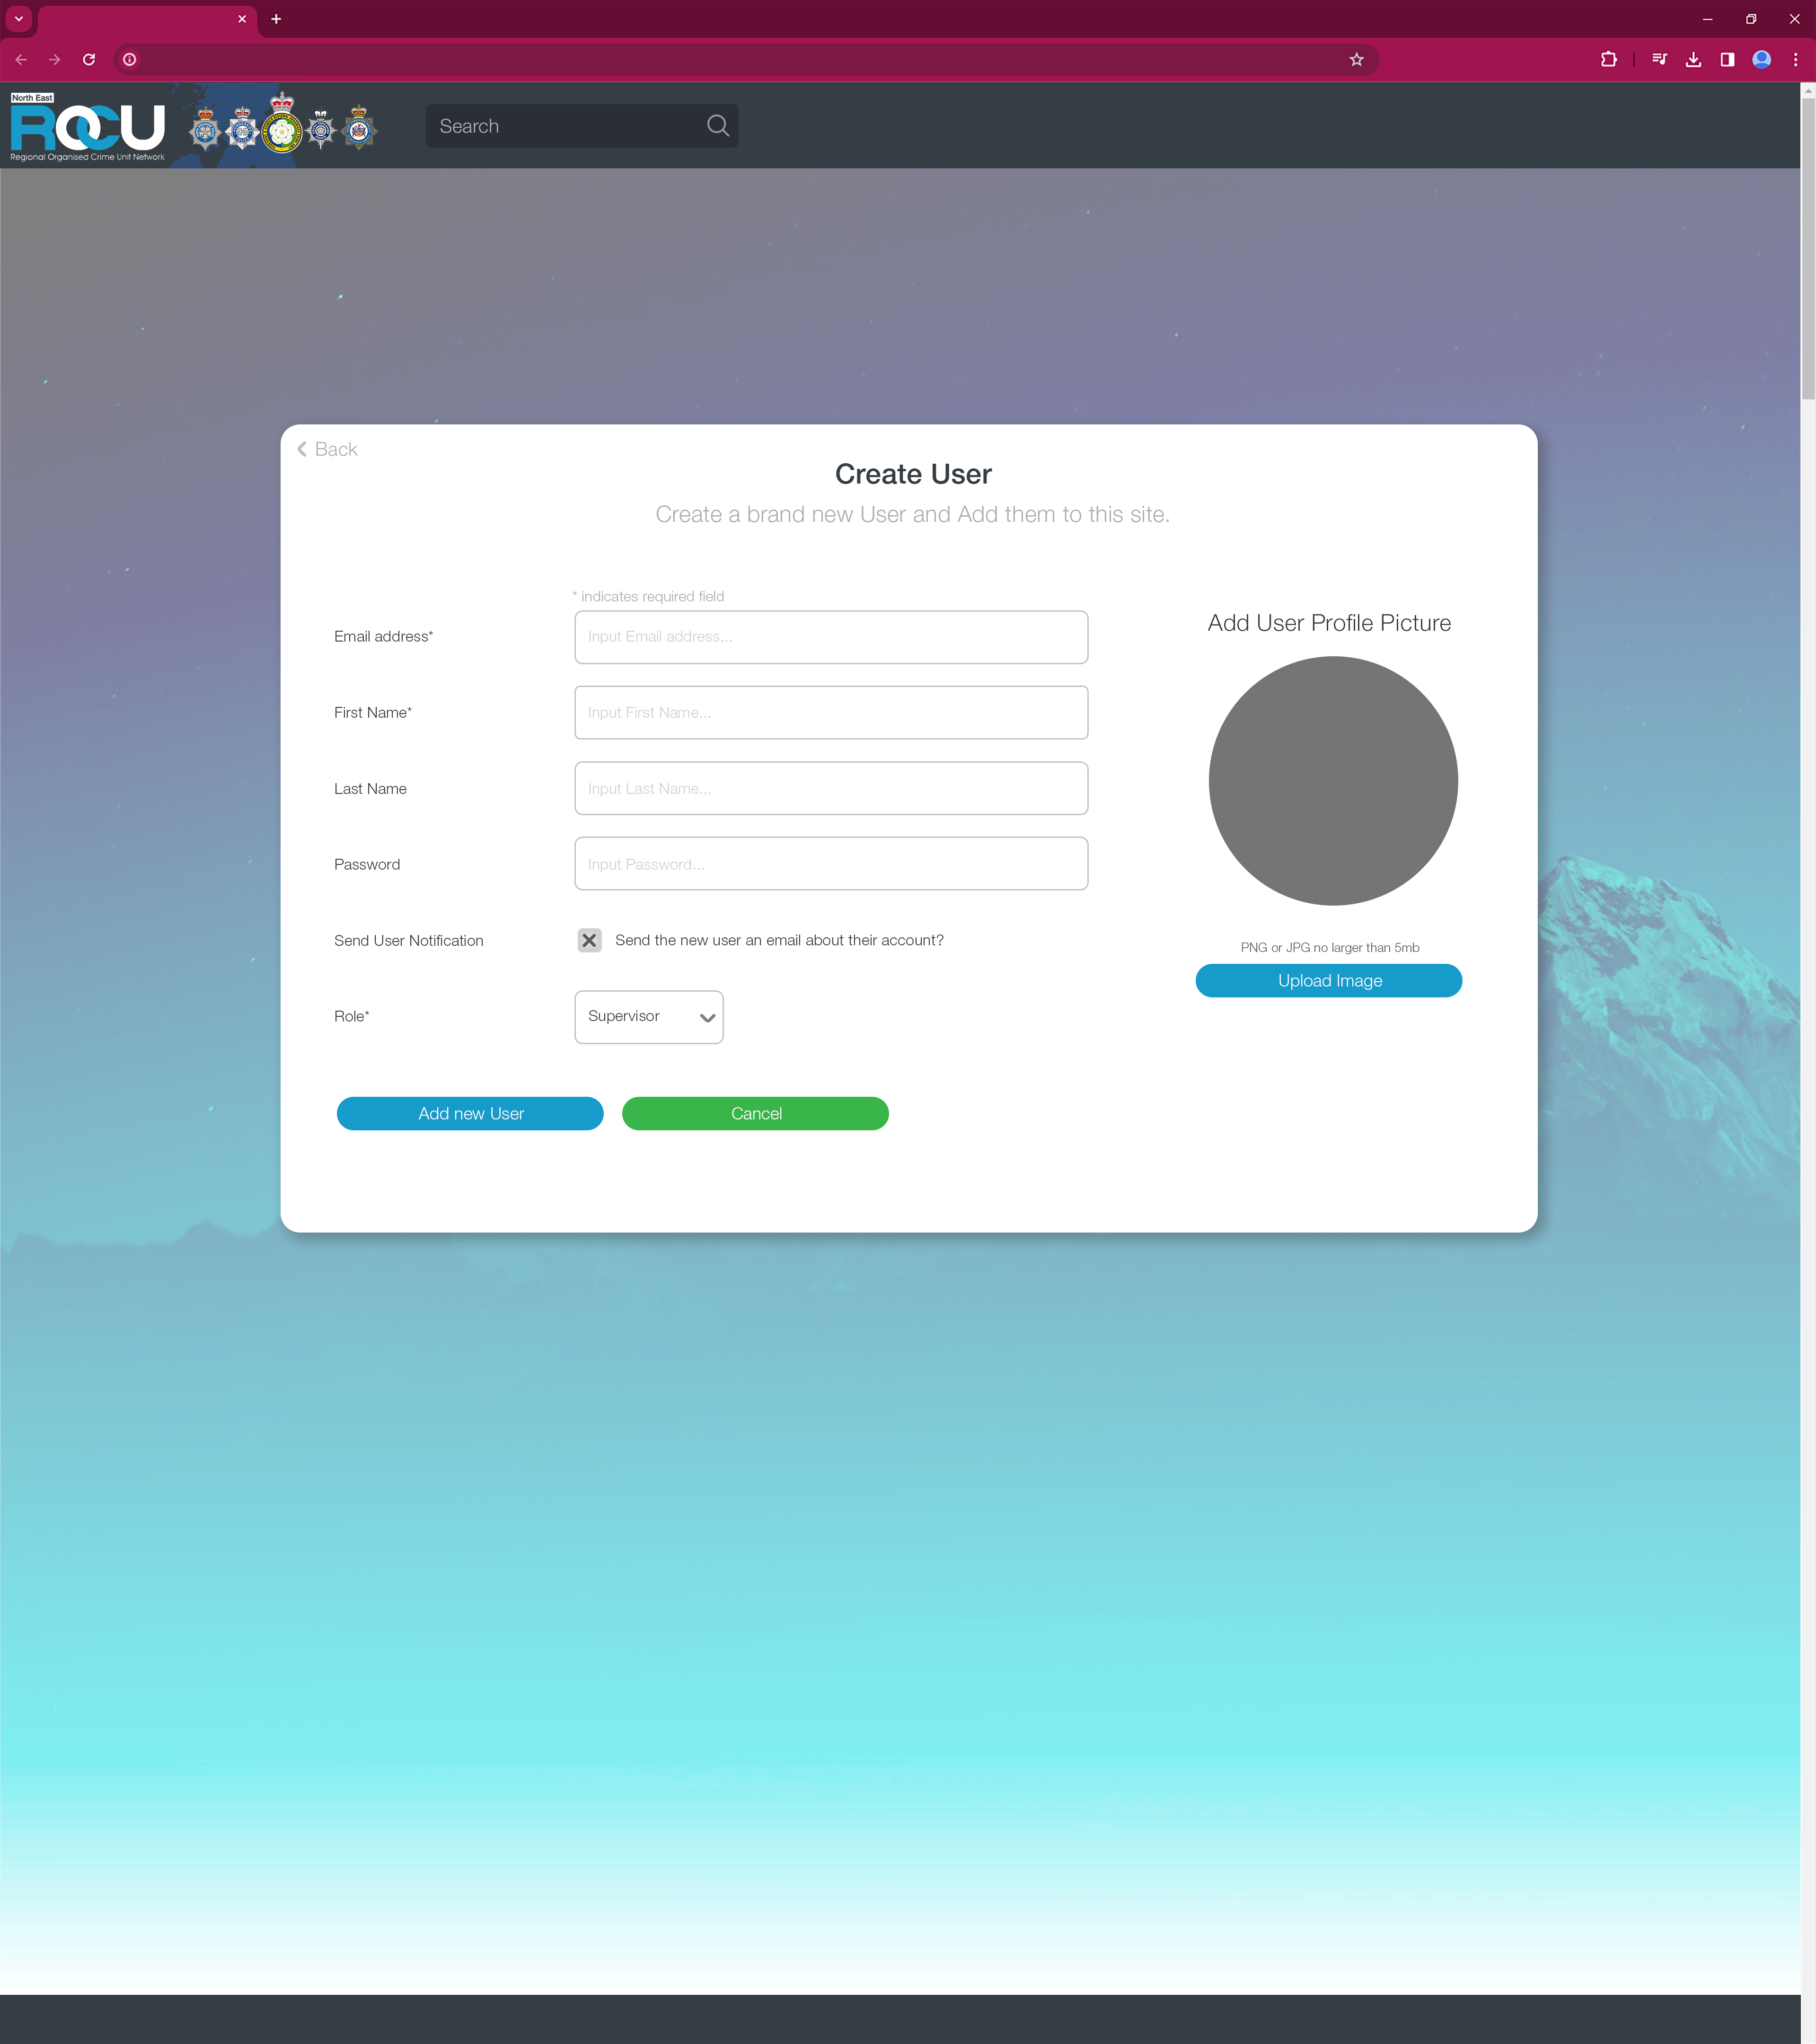 North East
ROCU
Regional Organised Crime Unit Network
Search
Back
Create User
Create a brand new User and Add them to this site.
* indicates required field
Email address*
Input Email address...
First Name*
Input First Name...
Last Name
Input Last Name...
Password
Input Password...
Send User Notification
Send the new user an email about their account?
Role*
Supervisor
Add new User
Cancel
Add User Profile Picture
PNG or JPG no larger than 5mb
Upload Image